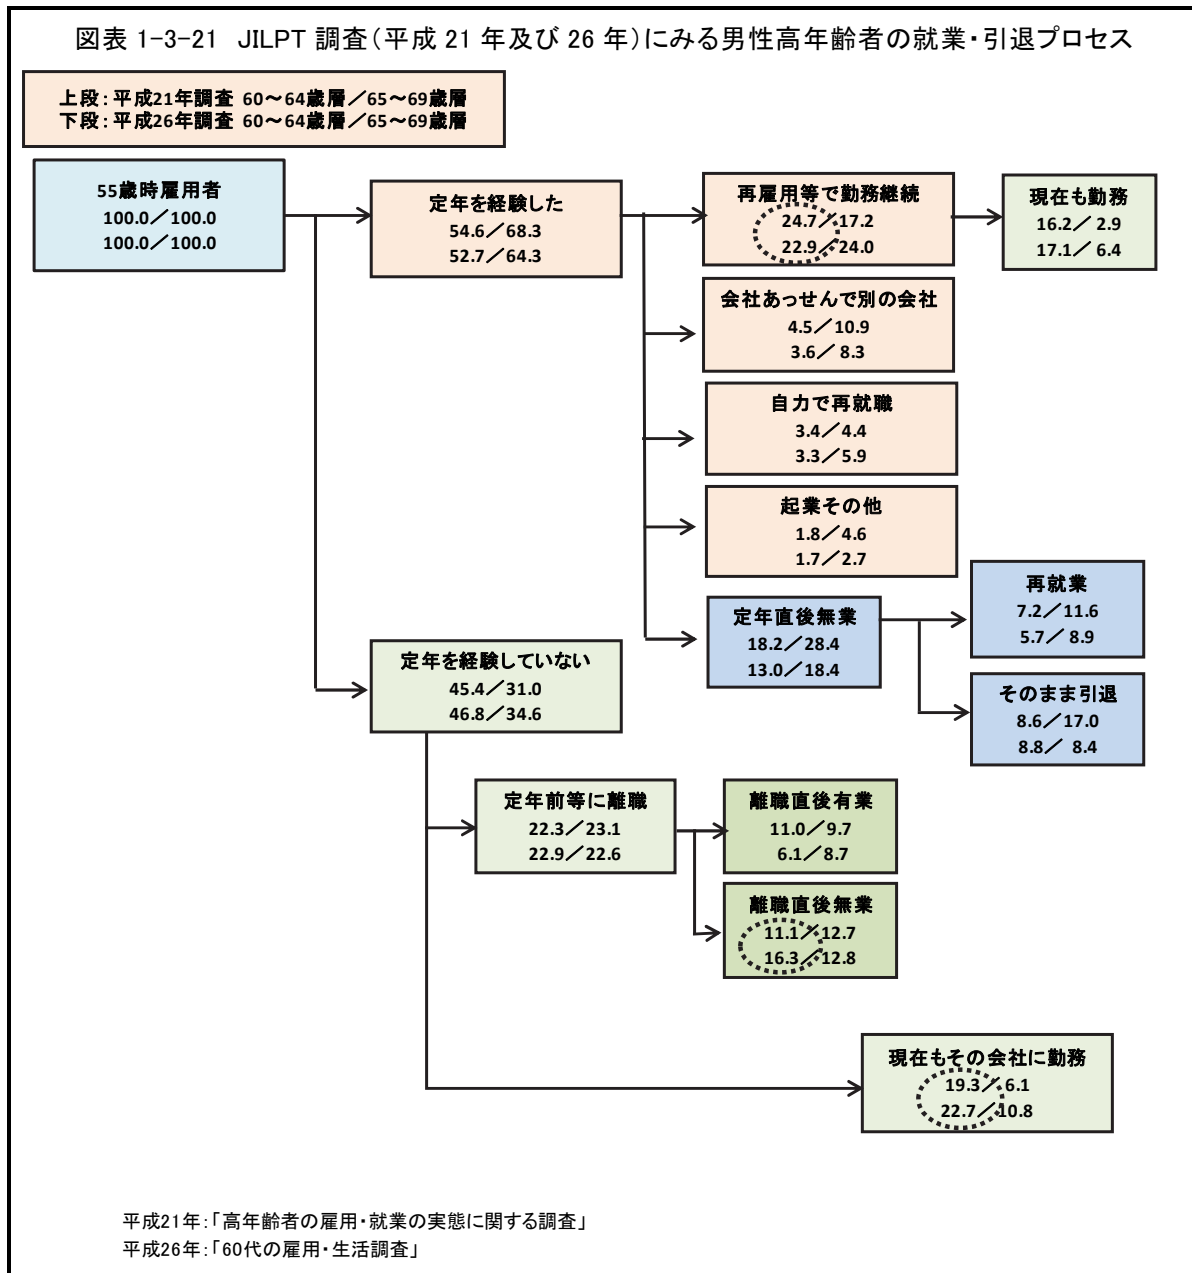 図表 1-3-21 JILPT 調査(平成 21 年及び 26 年)にみる男性高年齢者の就業・引退プロセス
上段:平成21年調査 60～64歳層／65～69歳層
下段:平成26年調査 60～64歳層／65～69歳層
55歳時雇用者
100.0／100.0
100.0／100.0
定年を経験した
54.6／68.3
52.7／64.3
再雇用等で勤務継続
24.7／17.2
22.9／24.0
現在も勤務
16.2／2.9
17.1／6.4
会社あっせんで別の会社
4.5／10.9
3.6／8.3
自力で再就職
3.4／4.4
3.3／5.9
起業その他
1.8／4.6
1.7／2.7
定年直後無業
18.2／28.4
13.0／18.4
再就業
7.2／11.6
5.7／8.9
そのまま引退
8.6／17.0
8.8／ 8.4
定年を経験していない
45.4／31.0
46.8／34.6
定年前等に離職
22.3／23.1
22.9／22.6
離職直後有業
11.0／9.7
6.1／8.7
離職直後無業
11.1／12.7
16.3／12.8
現在もその会社に勤務
19.3／6.1
22.7／10.8
平成21年:「高年齢者の雇用・就業の実態に関する調査」
平成26年:「60代の雇用・生活調査」